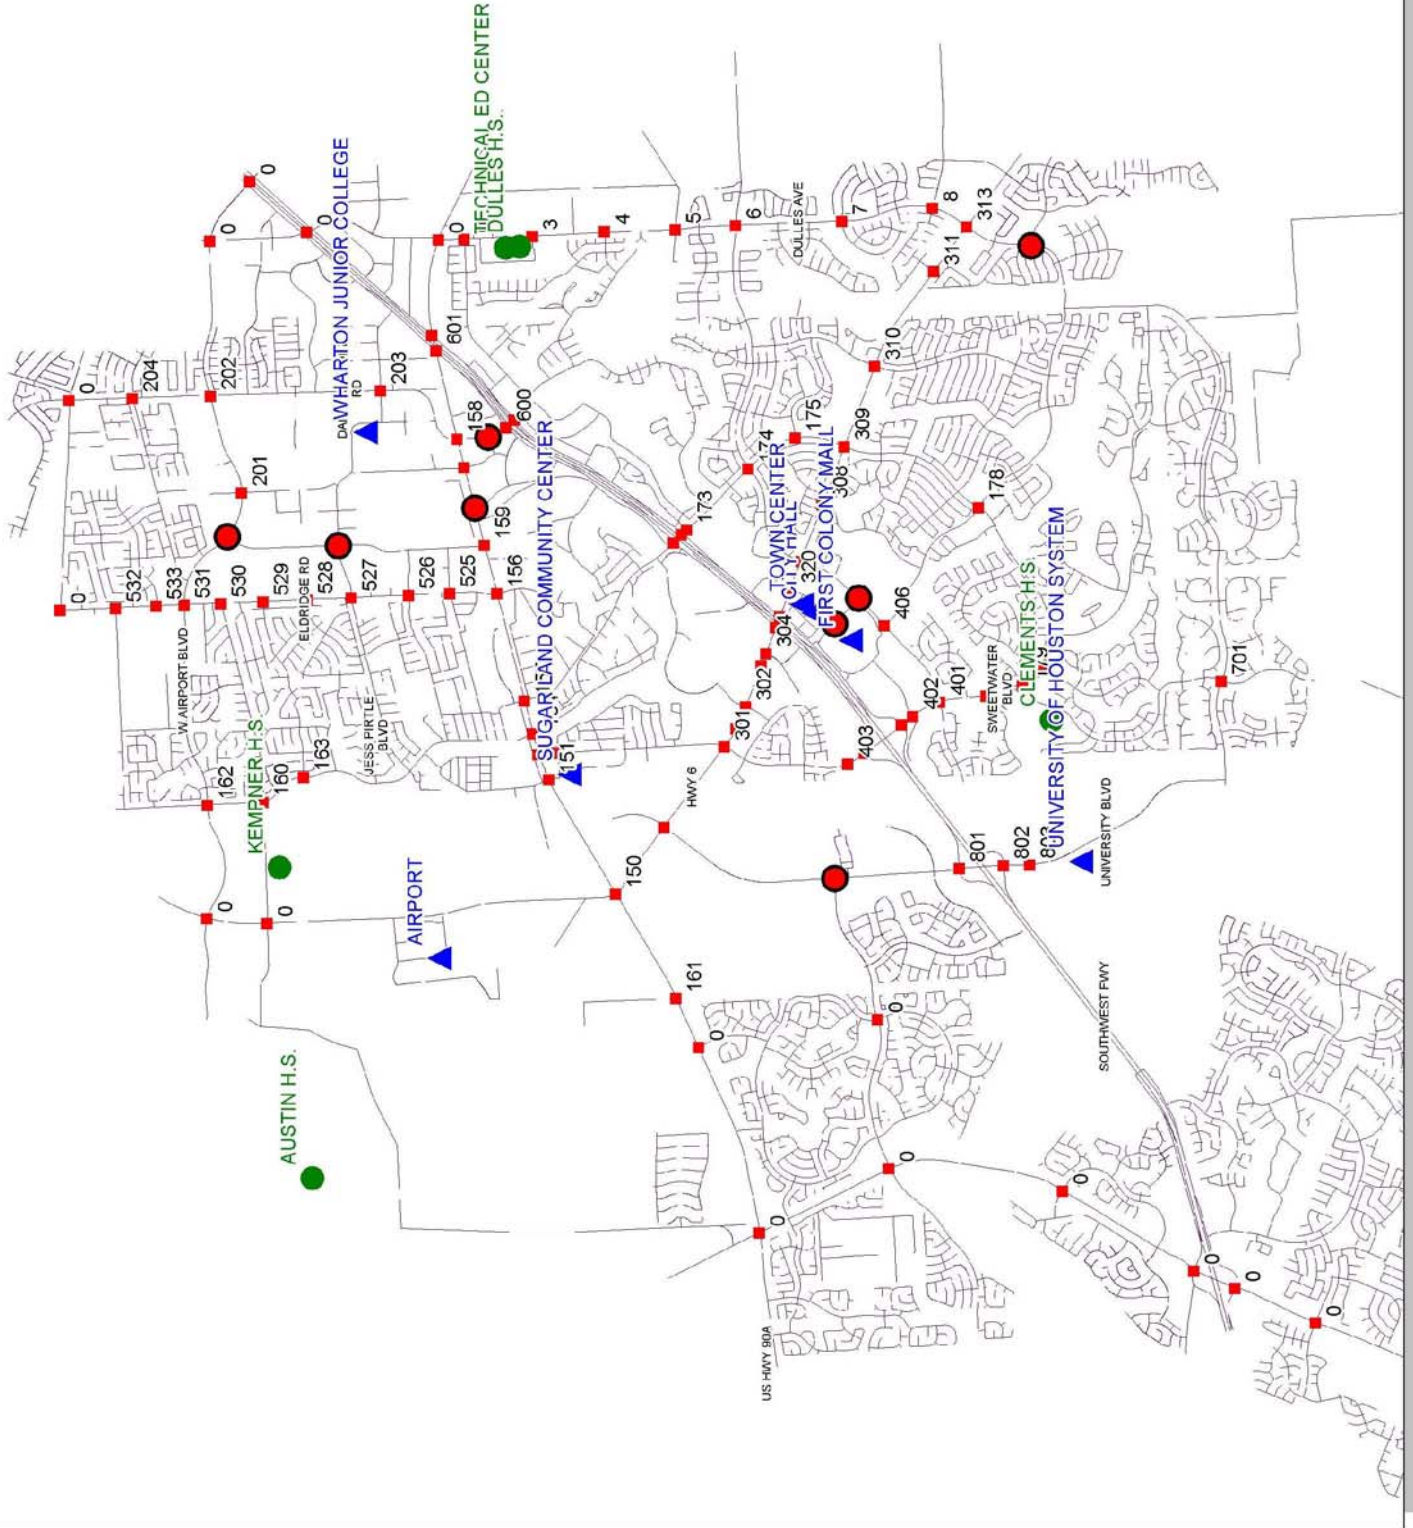 0
0
0
TECHNICAL ED CENTER
DULLES H.S.
0
3
4
5
6
DULLES AVE
7
8
313
311
WHARTON JUNIOR COLLEGE
0
204
202
RD
203
601
201
158
600
159
310
175
309
174
308
173
178
0
532
533
531
530
529
528
527
526
525
156
ELDRIDGE RD
W AIRPORT BLVD
JESS PIRTLE
BLVD
SUGARLAND COMMUNITY CENTER
TOWN CENTER
CITY HALL
FIRST COLONY MALL
320
304
302
301
406
402
401
403
SWEETWATER
BLVD
CLEMENTS H.S.
179
UNIVERSITY OF HOUSTON SYSTEM
701
162
160
163
KEMPNER H.S.
151
HWY 6
150
801
802
803
UNIVERSITY BLVD
0
0
AIRPORT
161
0
0
SOUTHWEST FWY
AUSTIN H.S.
0
0
0
0
0
0
US HWY 90A